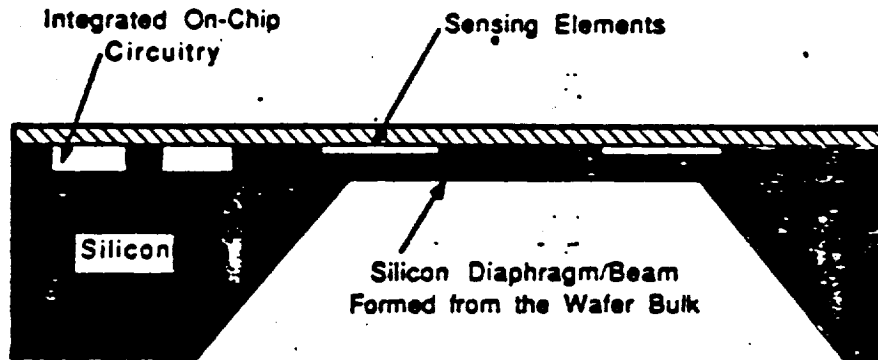 Integrated On-Chip
Circuitry
Sensing Elements
Silicon
Silicon Diaphragm/Beam
Formed from the Wafer Bulk